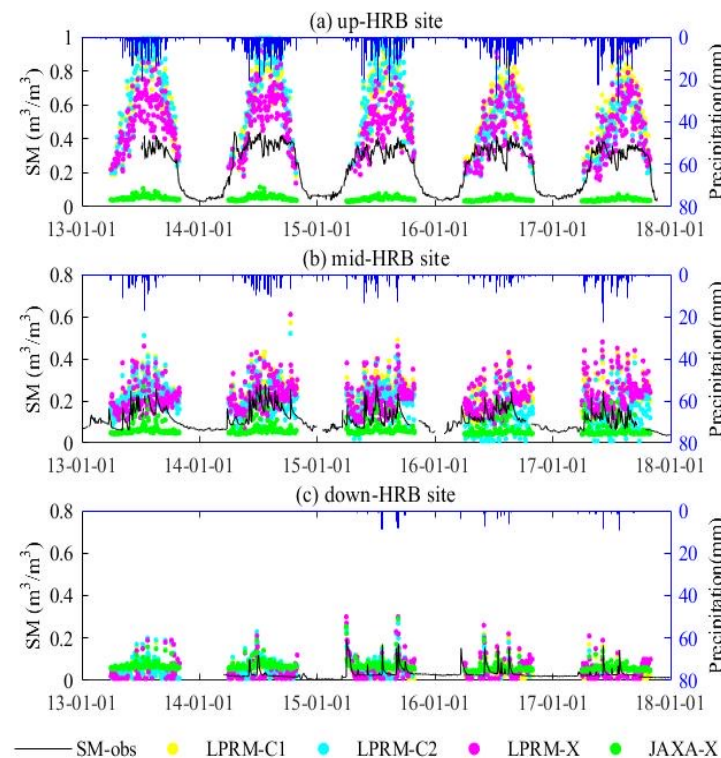 (a) up-HRB site
SM (m³/m³)
1
0.8
0.6
0.4
0.2
0
0
20
40
60
80
Precipitation(mm)
13-01-01 14-01-01 15-01-01 16-01-01 17-01-01 18-01-01
(b) mid-HRB site
SM (m³/m³)
0.8
0.6
0.4
0.2
0
0
20
40
60
80
Precipitation(mm)
13-01-01 14-01-01 15-01-01 16-01-01 17-01-01 18-01-01
(c) down-HRB site
SM (m³/m³)
0.8
0.6
0.4
0.2
0
0
20
40
60
80
Precipitation(mm)
13-01-01 14-01-01 15-01-01 16-01-01 17-01-01 18-01-01
SM-obs LPRM-C1 LPRM-C2 LPRM-X JAXA-X